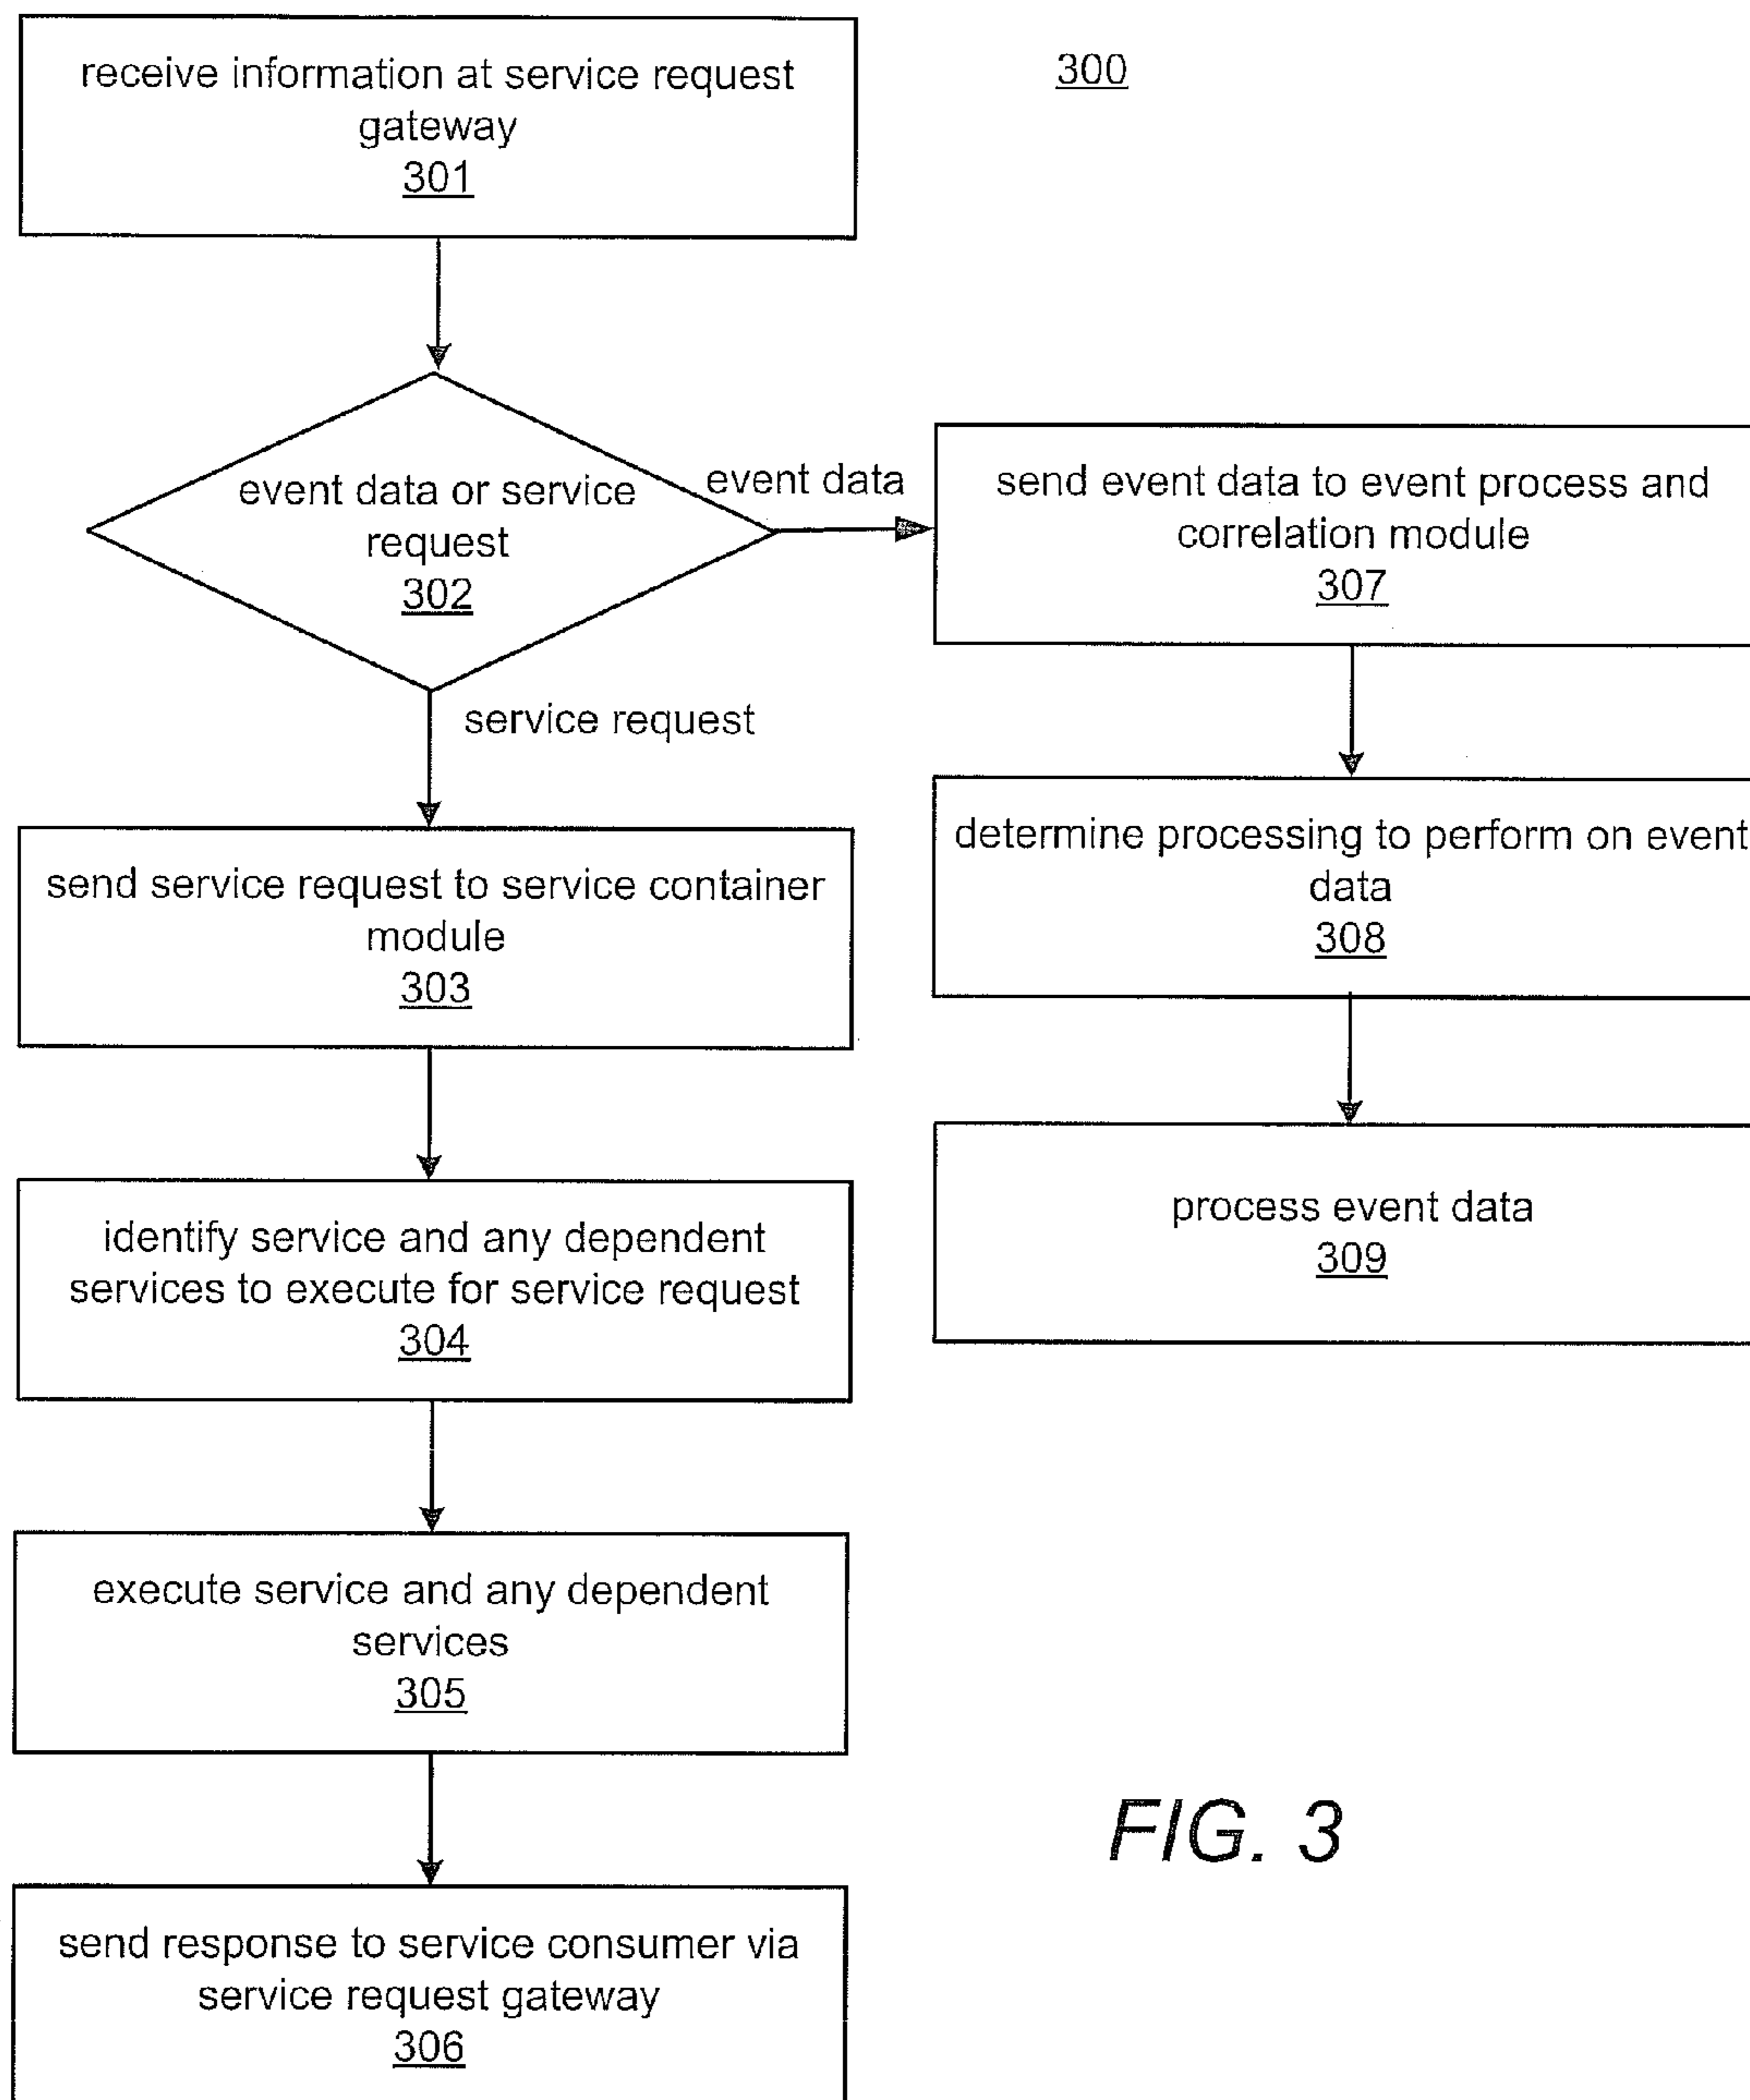 receive information at service request
gateway
301
300
event data or service
request
302
event data
service request
send service request to service container
module
303
identify service and any dependent
services to execute for service request
304
execute service and any dependent
services
305
send response to service consumer via
service request gateway
306
send event data to event process and
correlation module
307
determine processing to perform on event
data
308
process event data
309
FIG. 3